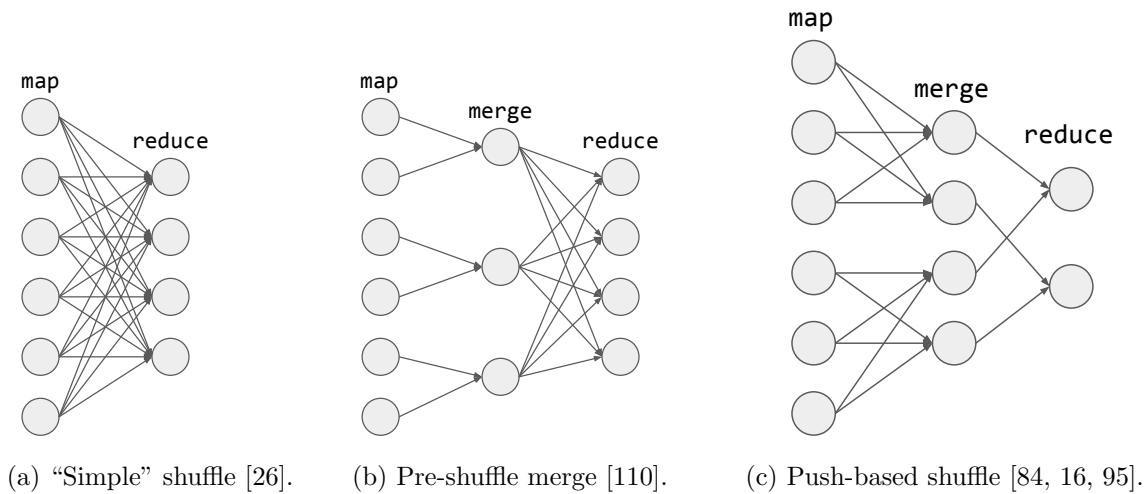 map
reduce
(a) “Simple” shuffle [26].
map
merge
reduce
(b) Pre-shuffle merge [110].
map
merge
reduce
(c) Push-based shuffle [84, 16, 95].